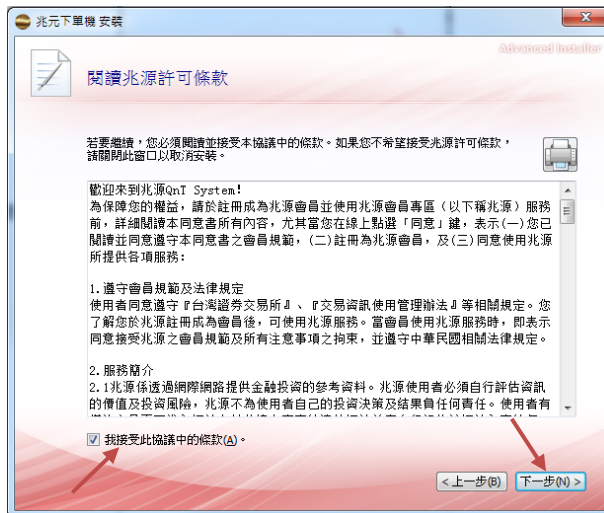 兆元下單機 安裝
Advanced Installer
閱讀兆源許可條款
若要繼續，您必須閱讀並接受本協議中的條款。如果您不希望接受兆源許可條款，
請關閉此窗口以取消安裝。
歡迎來到兆源QnT System!
為保障您的權益，請於註冊成為兆源會員並使用兆源會員專區（以下稱兆源）服務
前，詳細閱讀本同意書所有內容，尤其當您在線上點選「同意」鍵，表示(一)您已
閱讀並同意遵守本意書之會員規範，(二)註冊為兆源會員，及(三)同意使用兆源
所提供各項服務：
1.遵守會員規範及法律規定
使用者同意遵守『台灣證券交易所』、『交易資訊使用管理辦法』等相關規定。您
了解您於兆源註冊成為會員後，可使用兆源服務。當會員使用兆源服務時，即表示
同意接受兆源之會員規範及所有注意事項之拘束，並遵守中華民國相關法律規定。
2.服務簡介
2.1兆源係透過網際網路提供金融投資的參考資料。兆源使用者必須自行評估資訊
的價值及投資風險，兆源不為使用者自己的投資決策及結果負任何責任。使用者有
我接受此協議中的條款(A)。
<上一步(B)
下一步(N) >